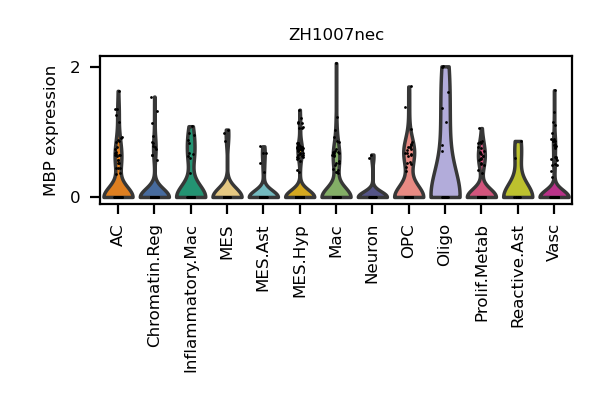 ZH1007nec
MBP expression
2
0
AC
Chromatin.Reg
Inflammatory.Mac
MES
MES.Ast
MES.Hyp
Mac
Neuron
OPC
Oligo
Prolif.Metab
Reactive.Ast
Vasc